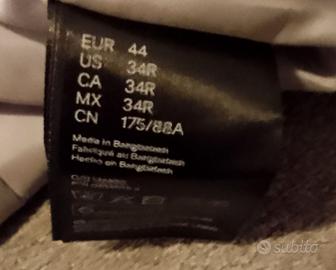 EUR 44
US 34R
CA 34R
MX 34R
CN 175/88A
Made in Bangladesh
Fabriqué au Bangladesh
Hecho en Bangladesh
subito